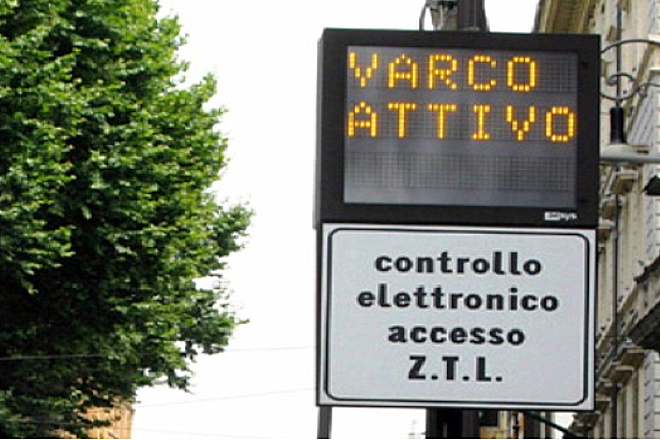 VARCO
ATTIVO
controllo
elettronico
accesso
Z.T.L.